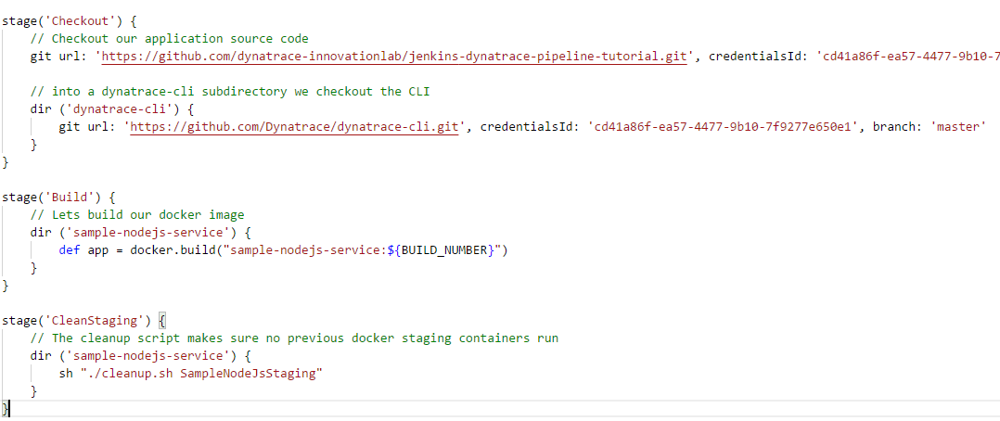 stage('Checkout') {
    // Checkout our application source code
    git url: 'https://github.com/dynatrace-innovationlab/jenkins-dynatrace-pipeline-tutorial.git', credentialsId: 'cd41a86f-ea57-4477-9b10-7
    // into a dynatrace-cli subdirectory we checkout the CLI
    dir ('dynatrace-cli') {
        git url: 'https://github.com/Dynatrace/dynatrace-cli.git', credentialsId: 'cd41a86f-ea57-4477-9b10-7f9277e650e1', branch: 'master'
    }
}
stage('Build') {
    // Lets build our docker image
    dir ('sample-nodejs-service') {
        def app = docker.build("sample-nodejs-service:${BUILD_NUMBER}")
    }
}
stage('CleanStaging') {
    // The cleanup script makes sure no previous docker staging containers run
    dir ('sample-nodejs-service') {
        sh "./cleanup.sh SampleNodeJsStaging"
    }
}